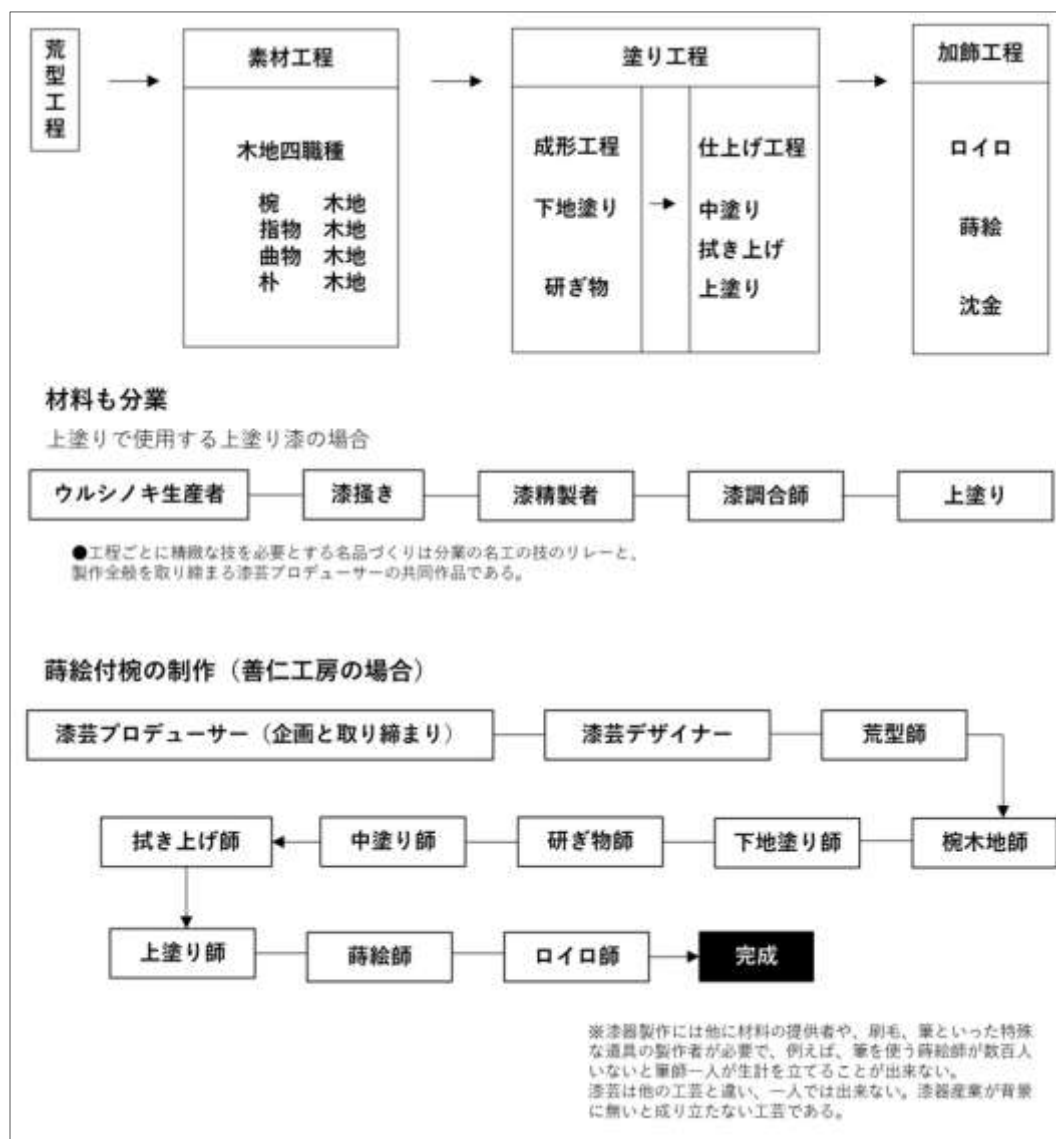 荒型工程
素材工程
木地四職種
椀 木地
指物 木地
曲物 木地
朴 木地
塗り工程
成形工程
下地塗り
研ぎ物
仕上げ工程
中塗り
拭き上げ
上塗り
加飾工程
ロイロ
蒔絵
沈金
材料も分業
上塗りで使用する上塗り漆の場合
ウルシノキ生産者
漆掻き
漆精製者
漆調合師
上塗り
●工程ごとに精緻な技を必要とする名品づくりは分業の名工の技のリレーと、
製作全般を取り締まる漆芸プロデューサーの共同作品である。
蒔絵付椀の制作（善仁工房の場合）
漆芸プロデューサー（企画と取り締まり）
漆芸デザイナー
荒型師
椀木地師
下地塗り師
研ぎ物師
中塗り師
拭き上げ師
上塗り師
蒔絵師
ロイロ師
完成
※漆器製作には他に材料の提供者や、刷毛、筆といった特殊
な道具の製作者が必要で、例えば、筆を使う蒔絵師が数百人
いないと筆師一人が生計を立てることが出来ない。
漆芸は他の工芸と違い、一人では出来ない。漆器産業が背景
に無いと成り立たない工芸である。